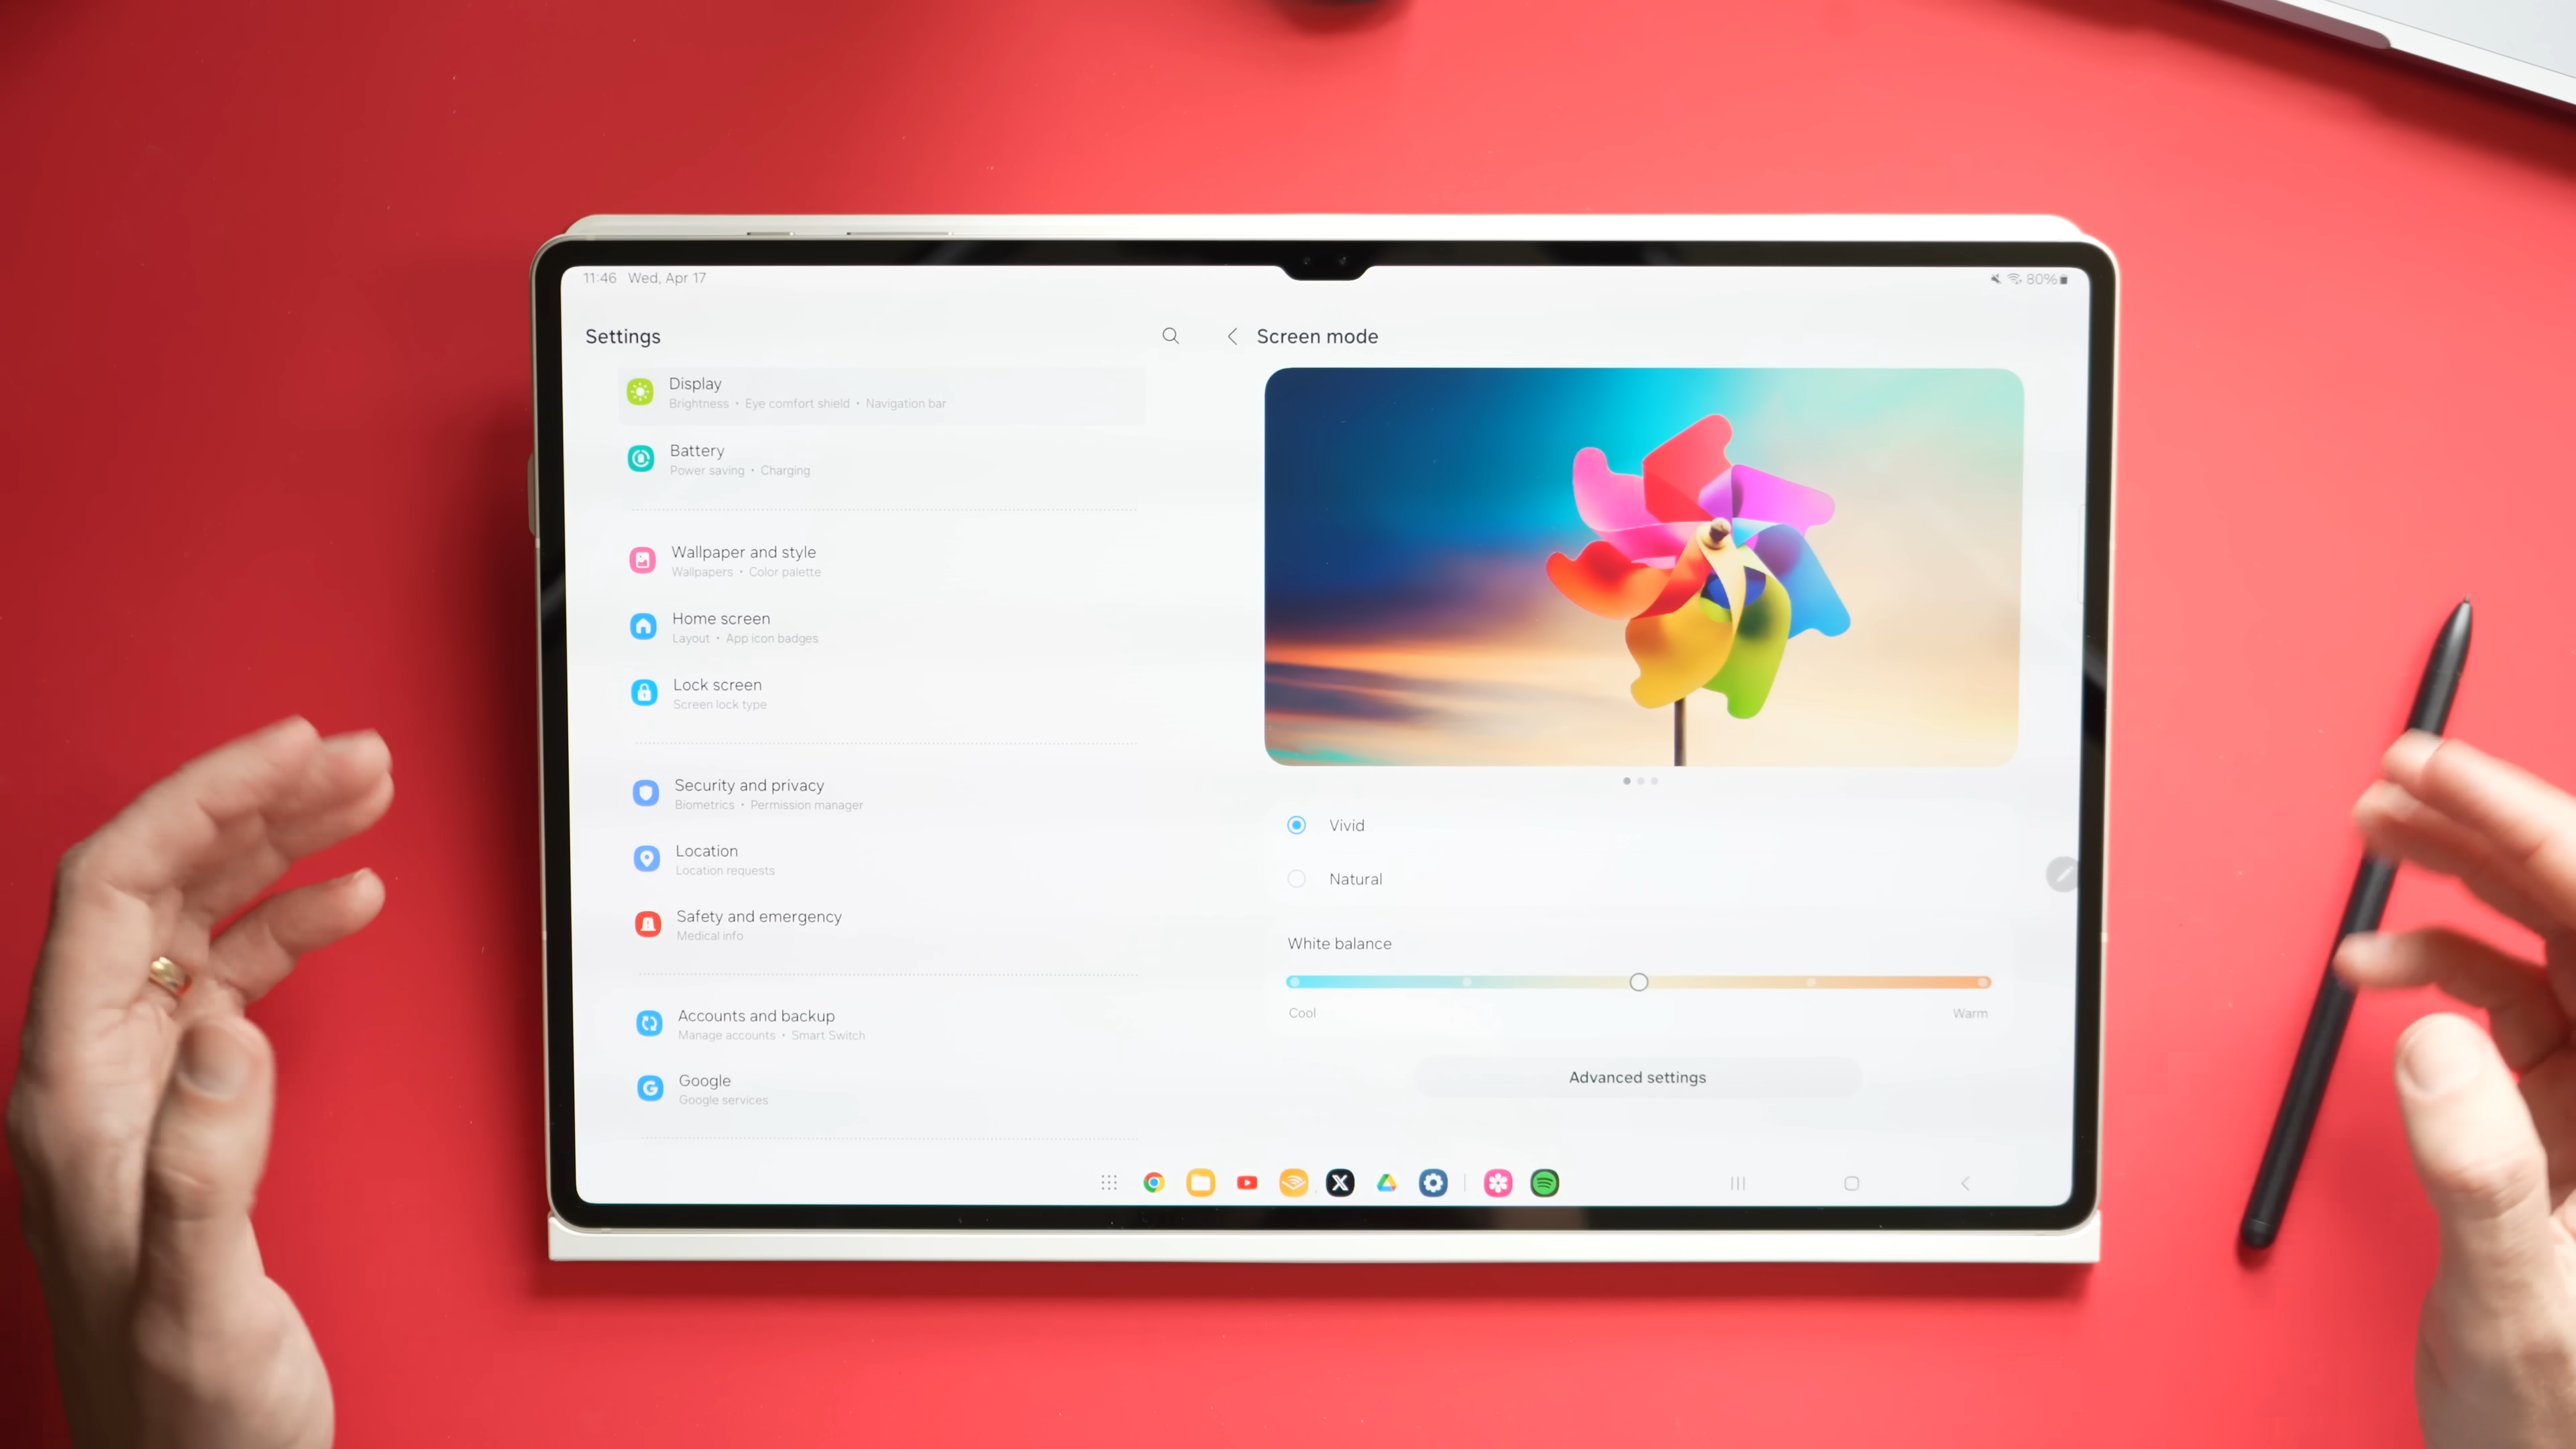 11:46 Wed, Apr 17
80%
Settings
Display
Brightness • Eye comfort shield • Navigation bar
Battery
Power saving • Charging
Wallpaper and style
Wallpapers • Color palette
Home screen
Layout • App icon badges
Lock screen
Screen lock type
Security and privacy
Biometrics • Permission manager
Location
Location requests
Safety and emergency
Medical info
Accounts and backup
Manage accounts • Smart Switch
Google
Google services
Screen mode
Vivid
Natural
White balance
Cool
Warm
Advanced settings